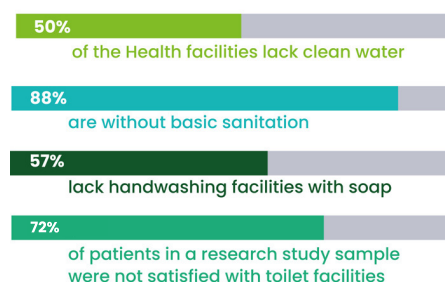 50%
of the Health facilities lack clean water
88%
are without basic sanitation
57%
lack handwashing facilities with soap
72%
of patients in a research study sample
were not satisfied with toilet facilities